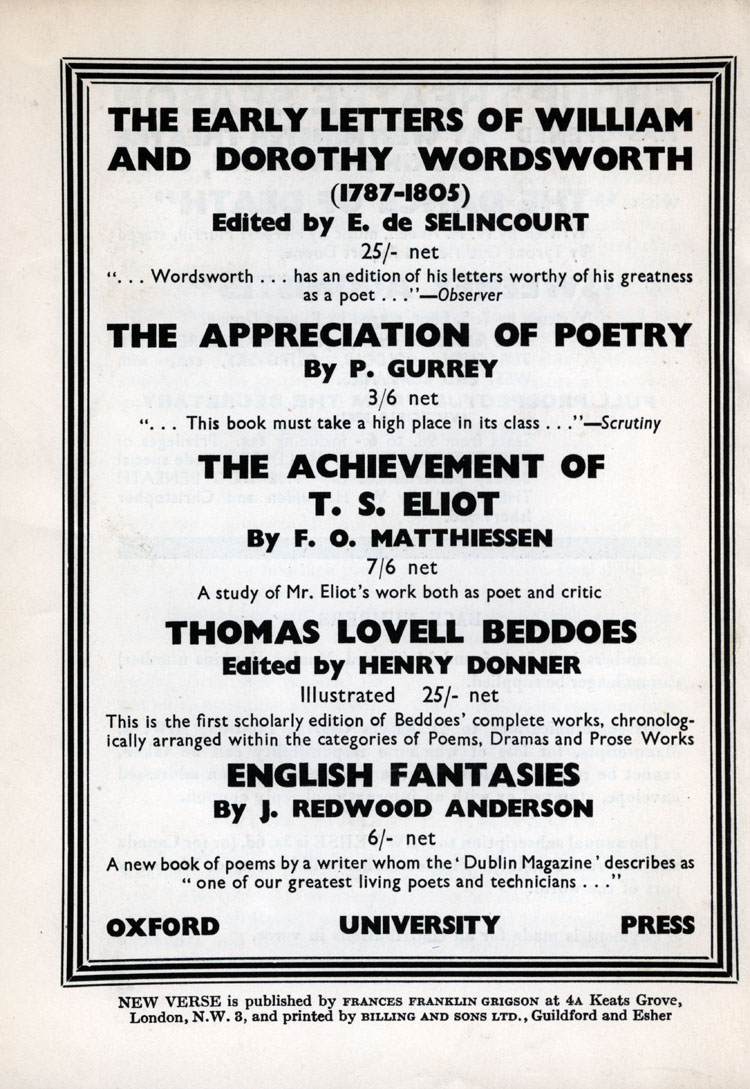 THE EARLY LETTERS OF WILLIAM
AND DOROTHY WORDSWORTH
(1787-1805)
Edited by E. de SELINCOURT
25/- net
“. . . Wordsworth . . . has an edition of his letters worthy of his greatness
as a poet . . .”—Observer
THE APPRECIATION OF POETRY
By P. GURREY
3/6 net
“. . . This book must take a high place in its class . . .”—Scrutiny
THE ACHIEVEMENT OF
T. S. ELIOT
By F. O. MATTHIESSEN
7/6 net
A study of Mr. Eliot’s work both as poet and critic
THOMAS LOVELL BEDDOES
Edited by HENRY DONNER
Illustrated 25/- net
This is the first scholarly edition of Beddoes’ complete works, chronolog-
ically arranged within the categories of Poems, Dramas and Prose Works
ENGLISH FANTASIES
By J. REDWOOD ANDERSON
6/- net
A new book of poems by a writer whom the ‘ Dublin Magazine ’ describes as
“ one of our greatest living poets and technicians . . .”
OXFORD UNIVERSITY PRESS
NEW VERSE is published by FRANCES FRANKLIN GRIGSON at 4A Keats Grove,
London, N.W. 3, and printed by BILLING AND SONS LTD., Guildford and Esher